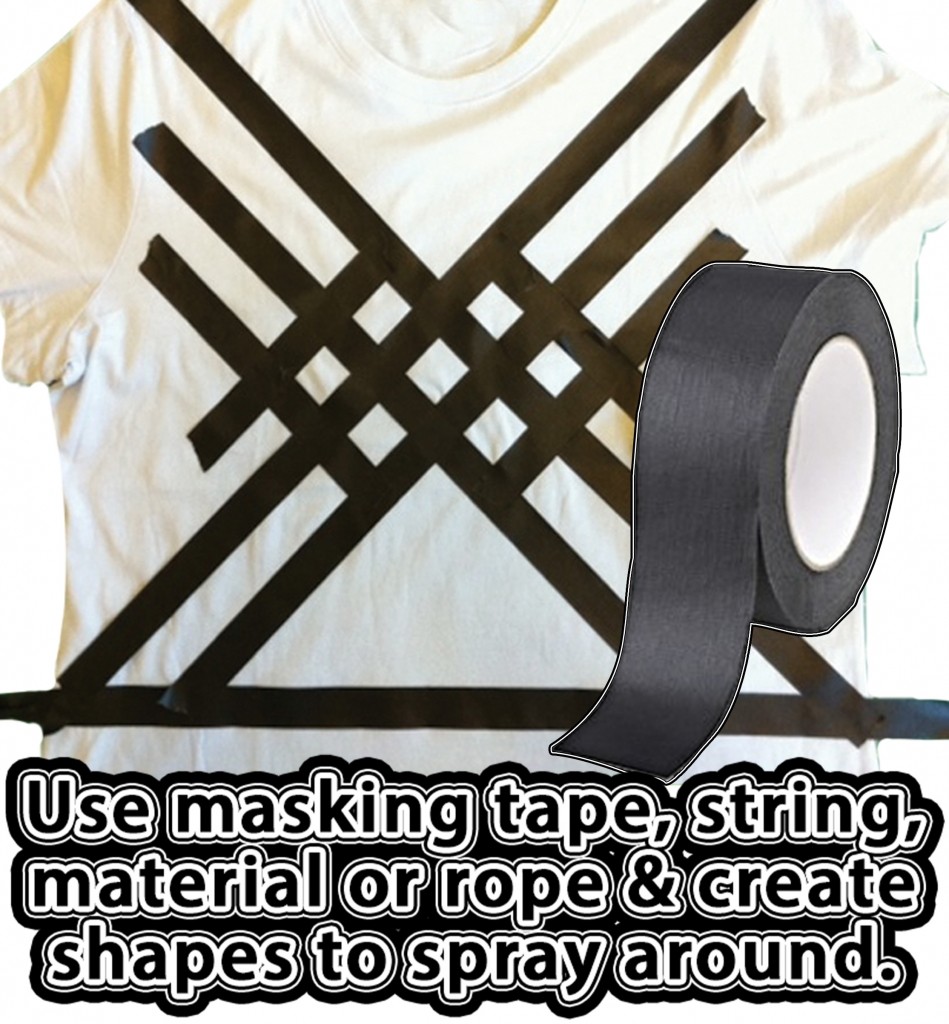 Use masking tape, string,
material or rope & create
shapes to spray around.